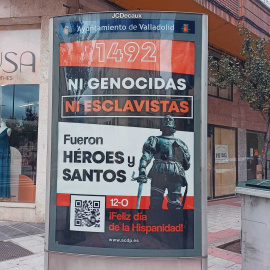 JCDecaux
Ayuntamiento de Valladolid
1492
NI GENOCIDAS
NI ESCLAVISTAS
Fueron
HÉROES y
SANTOS
12-O
¡Feliz día
de la Hispanidad!